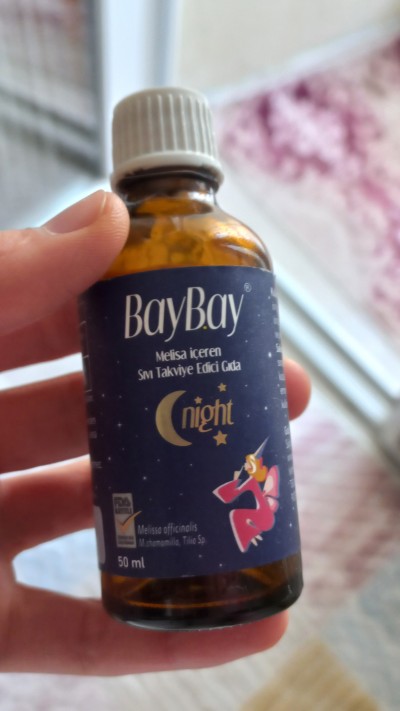 BayBay®
Melisa içeren
Sıvı Takviye Edici Gıda
night
Melissa officinalis
M.chamomilla, Tilia Sp.
50 ml